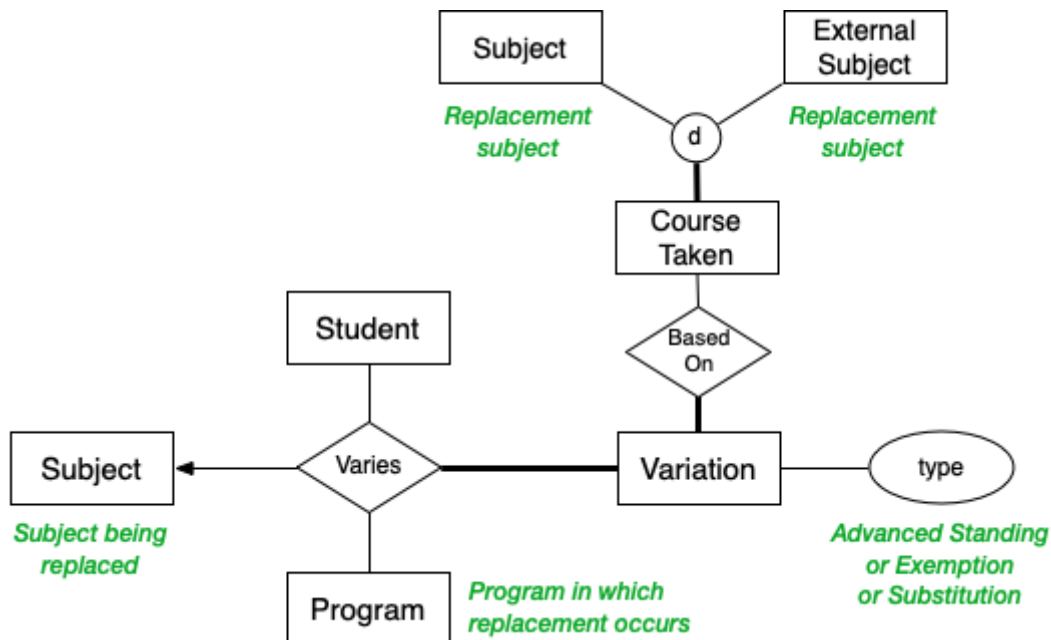 Subject
External
Subject
Replacement
subject
d
Replacement
subject
Course
Taken
Student
Based
On
Subject
Varies
Variation
type
Subject being
replaced
Program
Program in which
replacement occurs
Advanced Standing
or Exemption
or Substitution